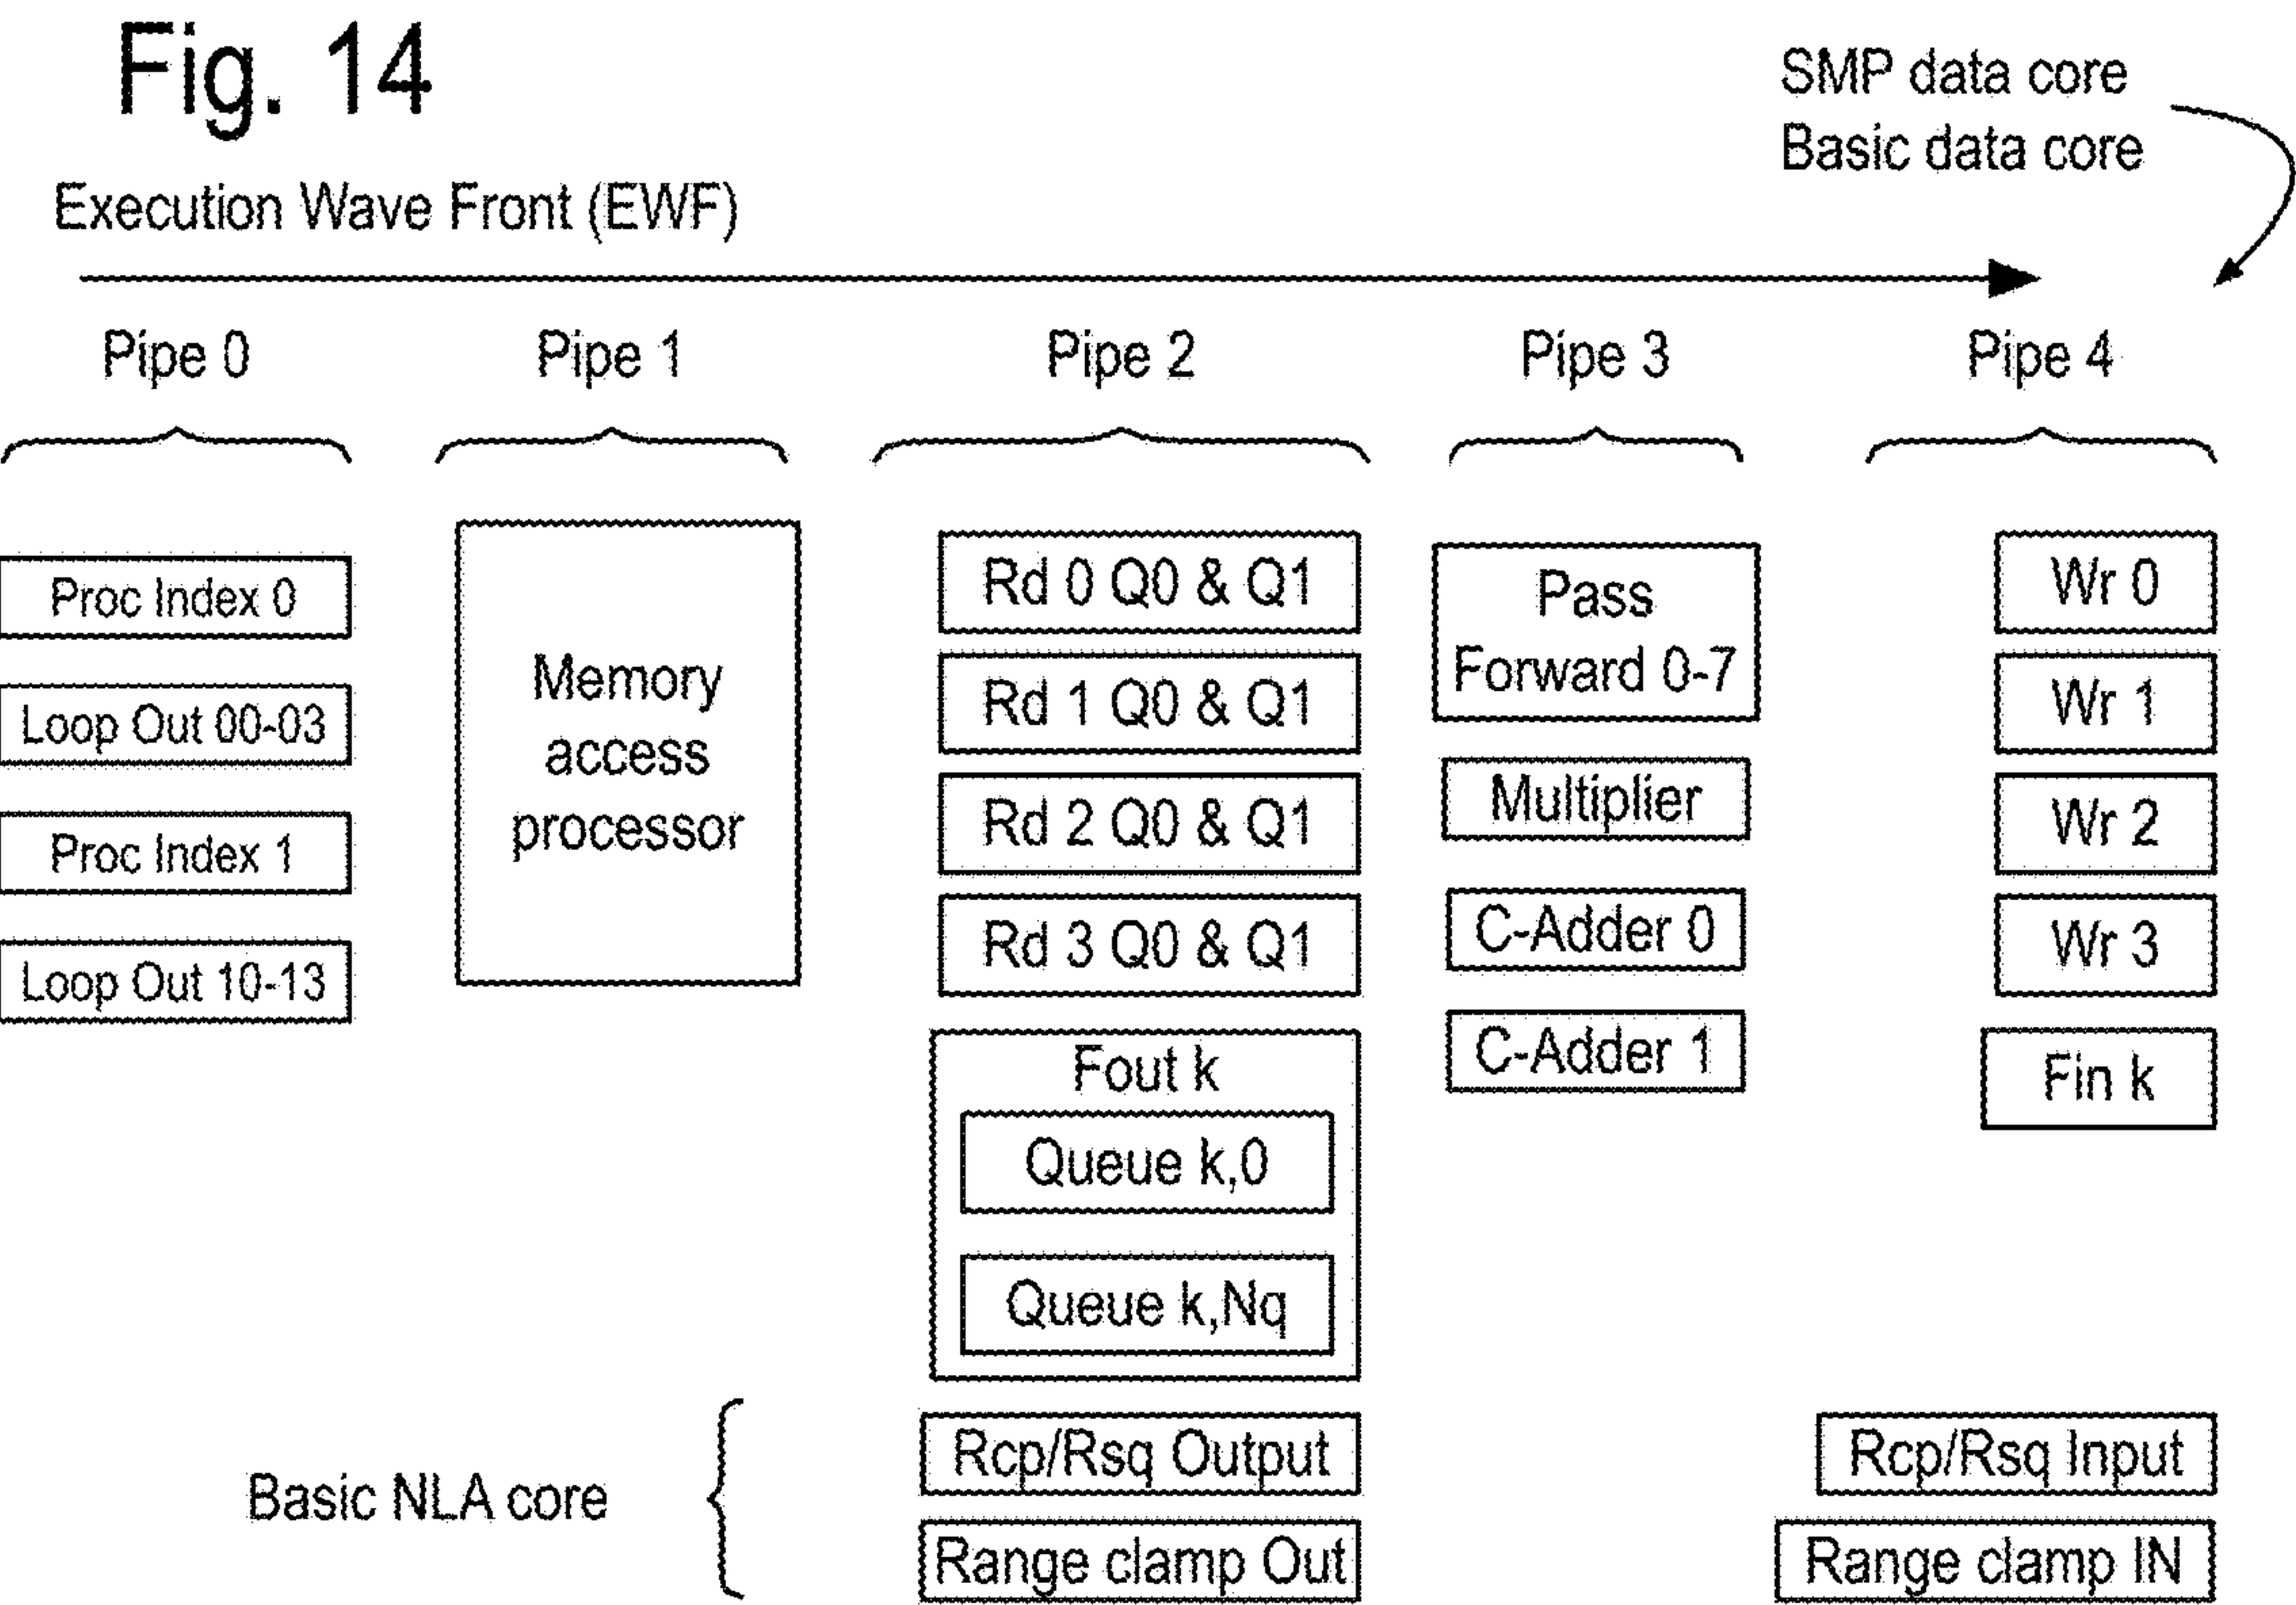 Fig. 14
SMP data core
Basic data core
Execution Wave Front (EWF)
Pipe 0
Pipe 1
Pipe 2
Pipe 3
Pipe 4
Proc Index 0
Loop Out 00-03
Proc Index 1
Loop Out 10-13
Memory
access
processor
Rd 0 Q0 & Q1
Rd 1 Q0 & Q1
Rd 2 Q0 & Q1
Rd 3 Q0 & Q1
Fout k
Queue k,0
Queue k,Nq
Pass
Forward 0-7
Multiplier
C-Adder 0
C-Adder 1
Wr 0
Wr 1
Wr 2
Wr 3
Fin k
Basic NLA core
Rcp/Rsq Output
Range clamp Out
Rcp/Rsq Input
Range clamp IN